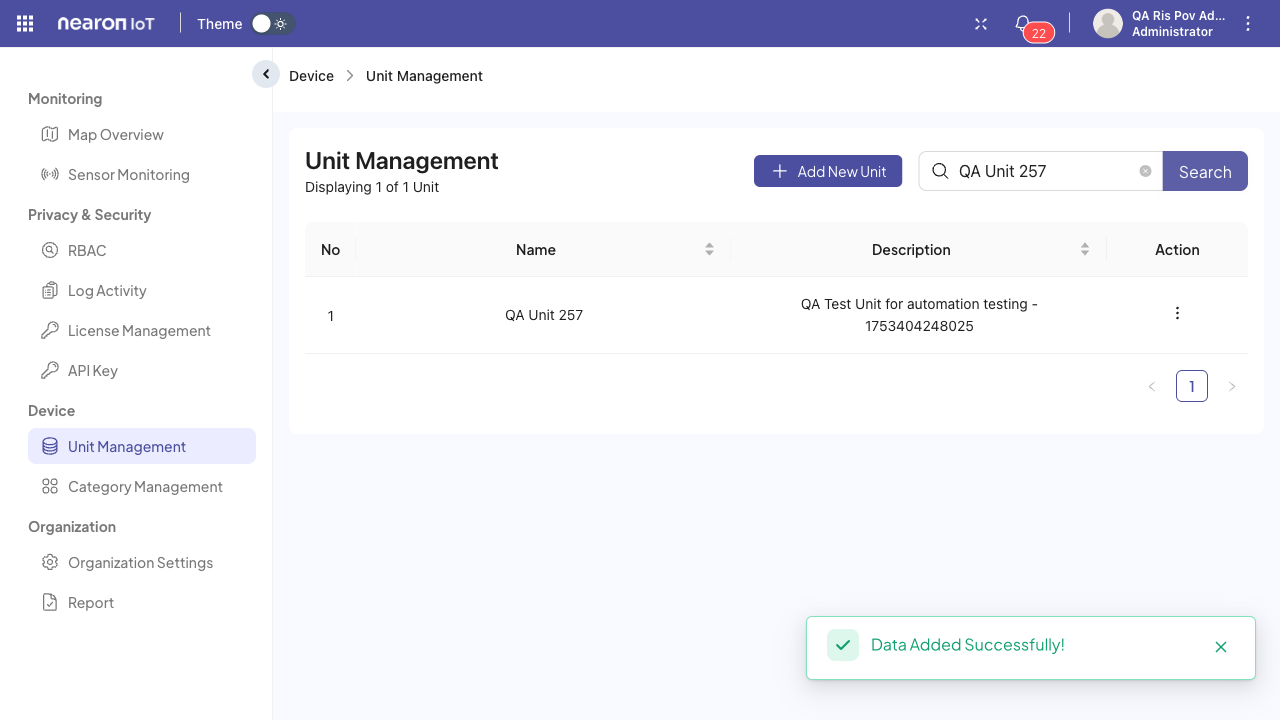 nearon IoT
Theme
22
QA Ris Pov Ad...
Administrator
Monitoring
Map Overview
Sensor Monitoring
Privacy & Security
RBAC
Log Activity
License Management
API Key
Device
Unit Management
Category Management
Organization
Organization Settings
Report
Device > Unit Management
Unit Management
Displaying 1 of 1 Unit
Add New Unit
QA Unit 257
Search
No Name Description Action
1 QA Unit 257 QA Test Unit for automation testing -
1753404248025
1
Data Added Successfully!